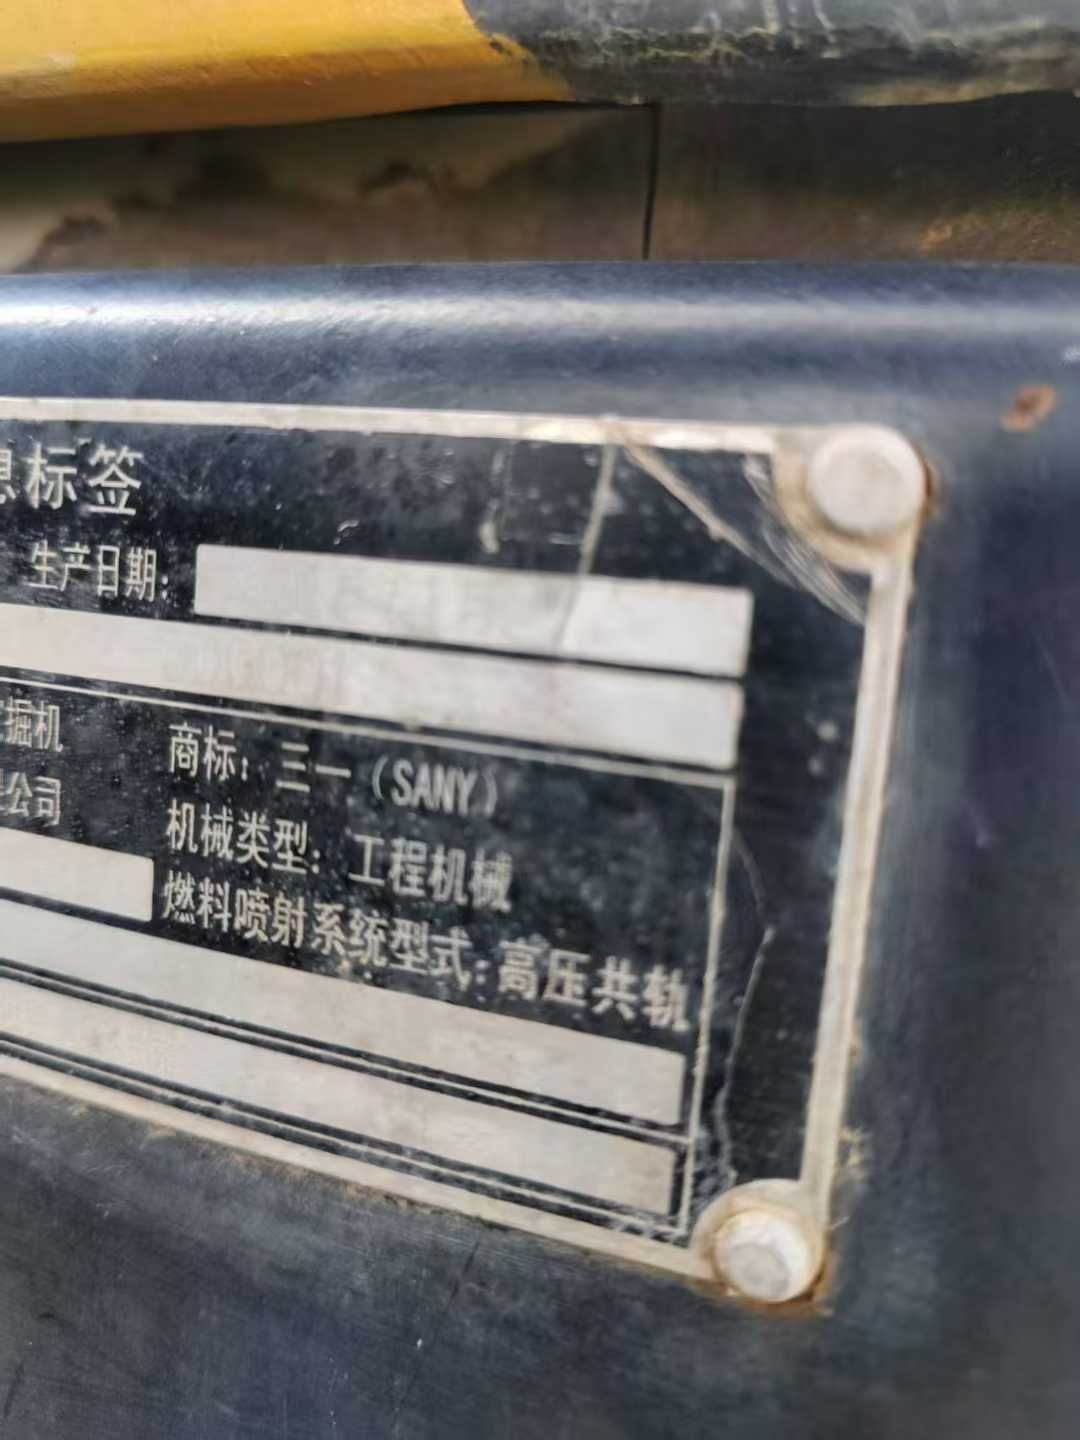 标签
生产日期：
掘机
商标：三一（SANY）
公司
机械类型：工程机械
燃料喷射系统型式：高压共轨